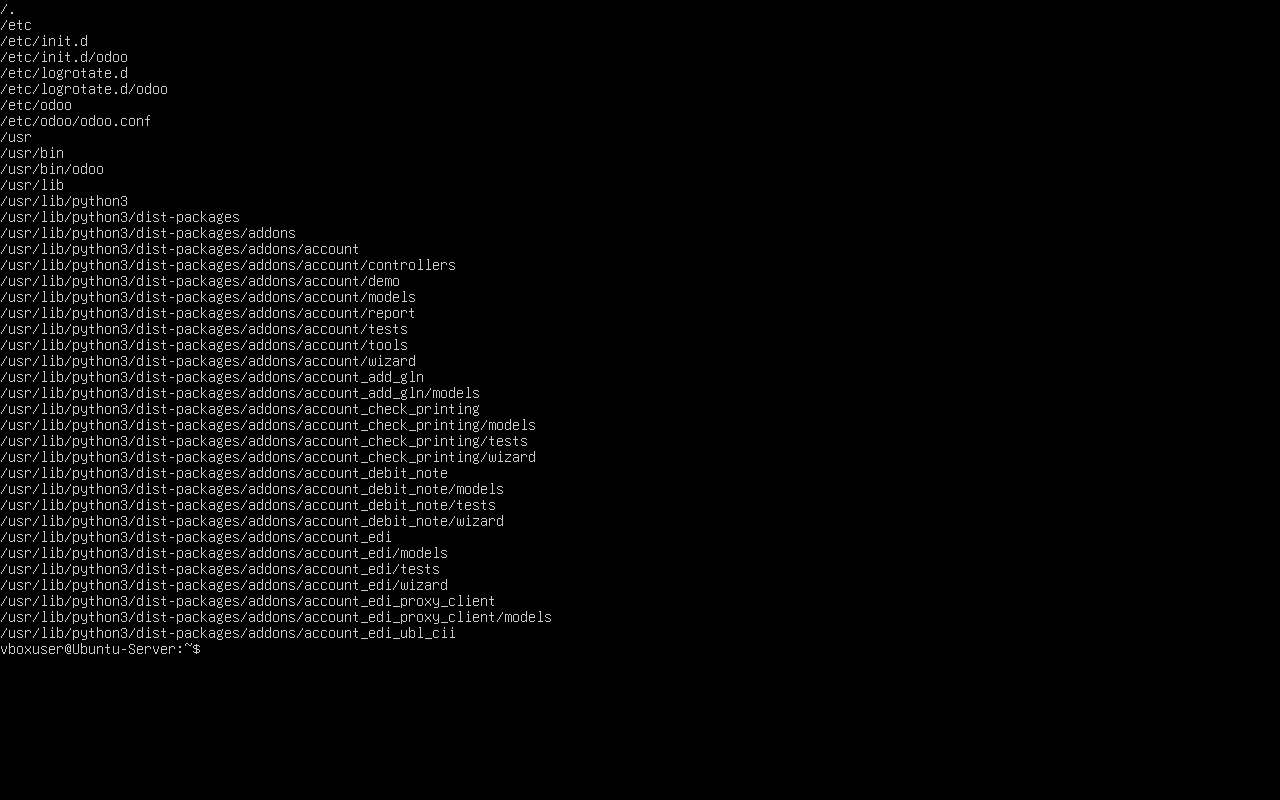 /.
/etc
/etc/init.d
/etc/init.d/odoo
/etc/logrotate.d
/etc/logrotate.d/odoo
/etc/odoo
/etc/odoo/odoo.conf
/usr
/usr/bin
/usr/bin/odoo
/usr/lib
/usr/lib/python3
/usr/lib/python3/dist-packages
/usr/lib/python3/dist-packages/addons
/usr/lib/python3/dist-packages/addons/account
/usr/lib/python3/dist-packages/addons/account/controllers
/usr/lib/python3/dist-packages/addons/account/demo
/usr/lib/python3/dist-packages/addons/account/models
/usr/lib/python3/dist-packages/addons/account/report
/usr/lib/python3/dist-packages/addons/account/tests
/usr/lib/python3/dist-packages/addons/account/tools
/usr/lib/python3/dist-packages/addons/account/wizard
/usr/lib/python3/dist-packages/addons/account_add_gln
/usr/lib/python3/dist-packages/addons/account_add_gln/models
/usr/lib/python3/dist-packages/addons/account_check_printing
/usr/lib/python3/dist-packages/addons/account_check_printing/models
/usr/lib/python3/dist-packages/addons/account_check_printing/tests
/usr/lib/python3/dist-packages/addons/account_check_printing/wizard
/usr/lib/python3/dist-packages/addons/account_debit_note
/usr/lib/python3/dist-packages/addons/account_debit_note/models
/usr/lib/python3/dist-packages/addons/account_debit_note/tests
/usr/lib/python3/dist-packages/addons/account_debit_note/wizard
/usr/lib/python3/dist-packages/addons/account_edi
/usr/lib/python3/dist-packages/addons/account_edi/models
/usr/lib/python3/dist-packages/addons/account_edi/tests
/usr/lib/python3/dist-packages/addons/account_edi/wizard
/usr/lib/python3/dist-packages/addons/account_edi_proxy_client
/usr/lib/python3/dist-packages/addons/account_edi_proxy_client/models
/usr/lib/python3/dist-packages/addons/account_edi_ubl_cii
vboxuser@Ubuntu-Server:~$